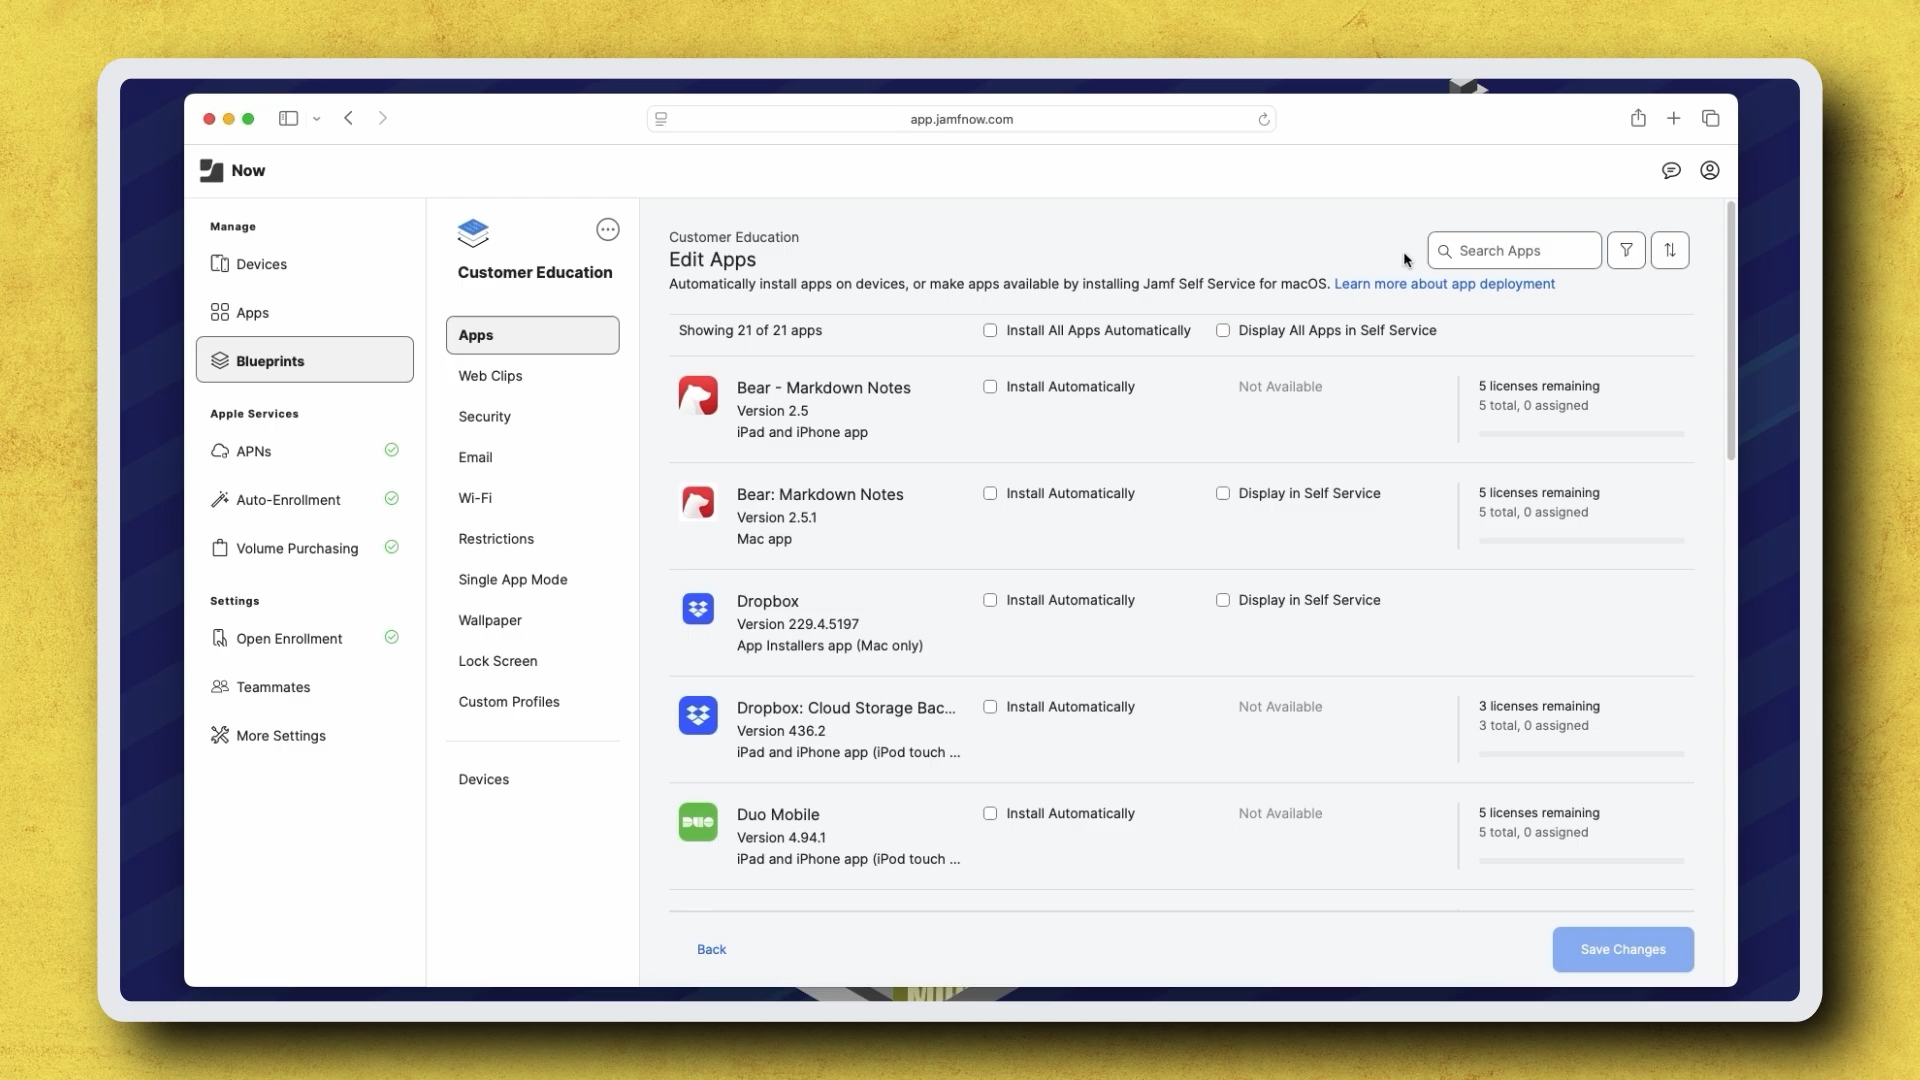 app.jamfnow.com
Now
Manage
Devices
Apps
Blueprints
Apple Services
APNs
Auto-Enrollment
Volume Purchasing
Settings
Open Enrollment
Teammates
More Settings
Customer Education
Apps
Web Clips
Security
Email
Wi-Fi
Restrictions
Single App Mode
Wallpaper
Lock Screen
Custom Profiles
Devices
Customer Education
Edit Apps
Automatically install apps on devices, or make apps available by installing Jamf Self Service for macOS. Learn more about app deployment
Search Apps
Showing 21 of 21 apps
Install All Apps Automatically
Display All Apps in Self Service
Bear - Markdown Notes
Version 2.5
iPad and iPhone app
Install Automatically
Not Available
5 licenses remaining
5 total, 0 assigned
Bear: Markdown Notes
Version 2.5.1
Mac app
Install Automatically
Display in Self Service
5 licenses remaining
5 total, 0 assigned
Dropbox
Version 229.4.5197
App Installers app (Mac only)
Install Automatically
Display in Self Service
Dropbox: Cloud Storage Bac...
Version 436.2
iPad and iPhone app (iPod touch ...
Install Automatically
Not Available
3 licenses remaining
3 total, 0 assigned
DUO
Duo Mobile
Version 4.94.1
iPad and iPhone app (iPod touch ...
Install Automatically
Not Available
5 licenses remaining
5 total, 0 assigned
Back
Save Changes